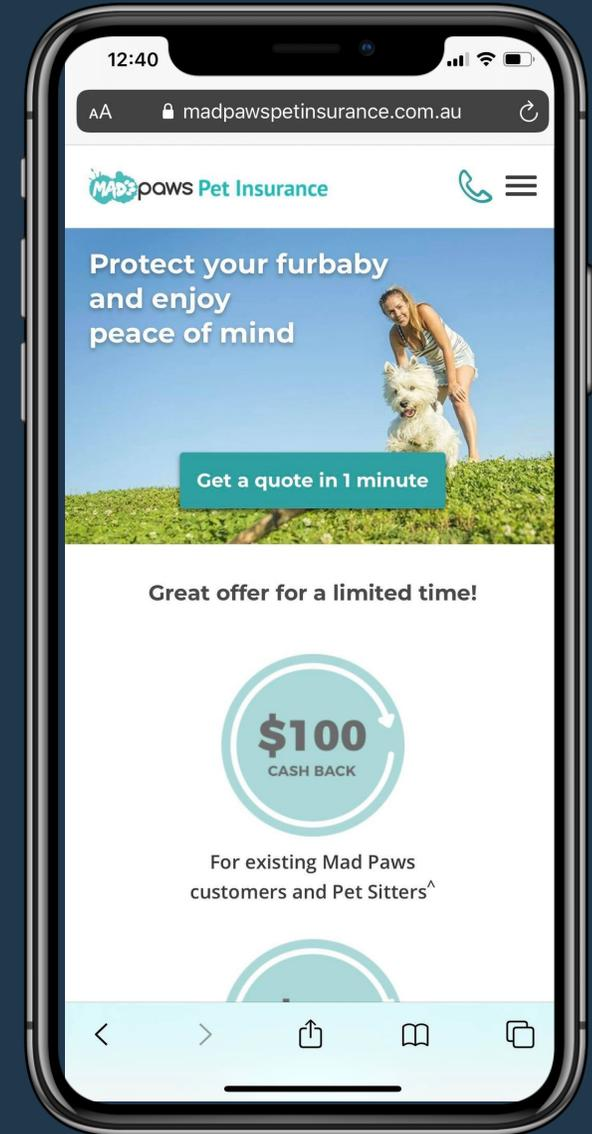 12:40
AA madpawspetinsurance.com.au
MAD paws Pet Insurance
Protect your furbaby
and enjoy
peace of mind
Get a quote in 1 minute
Great offer for a limited time!
$100
CASH BACK
For existing Mad Paws
customers and Pet Sitters^